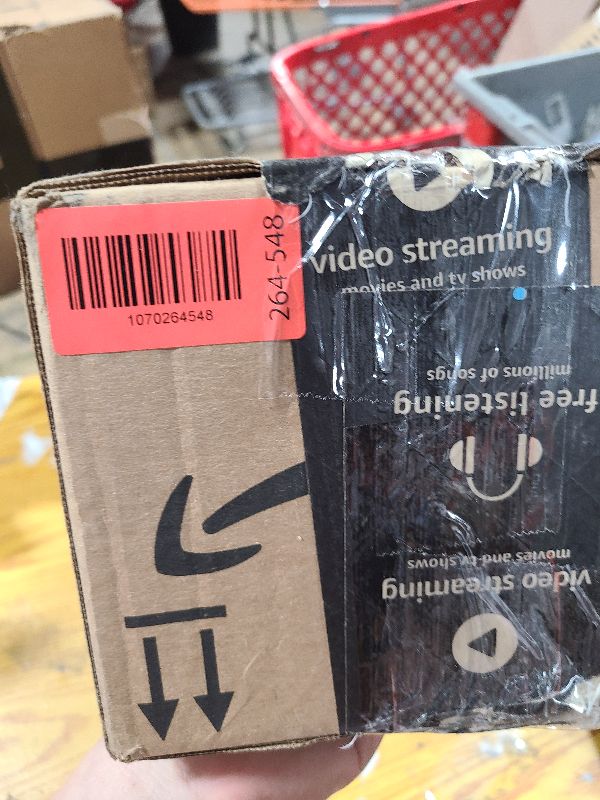 1070264548
264-548
video streaming
movies and tv shows
free listening
millions of songs
video streaming
movies and tv shows